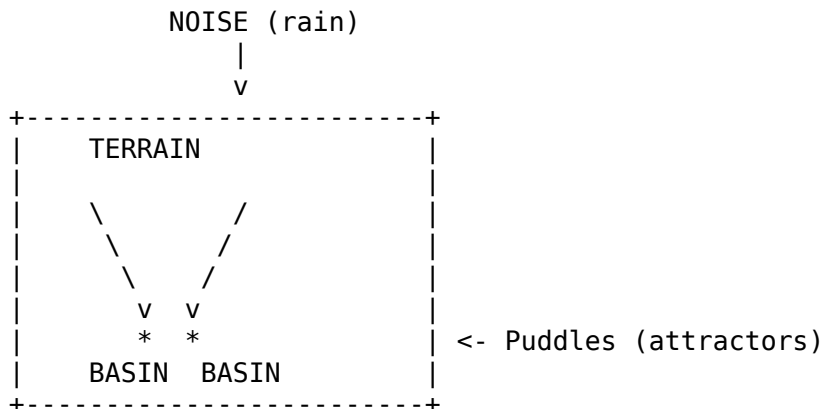 NOISE (rain)
|
v
+-------------------------+
| TERRAIN |
| |
| \ / |
| \ / |
| \ / |
| v v |
| * * | <- Puddles (attractors)
| BASIN BASIN |
+-------------------------+